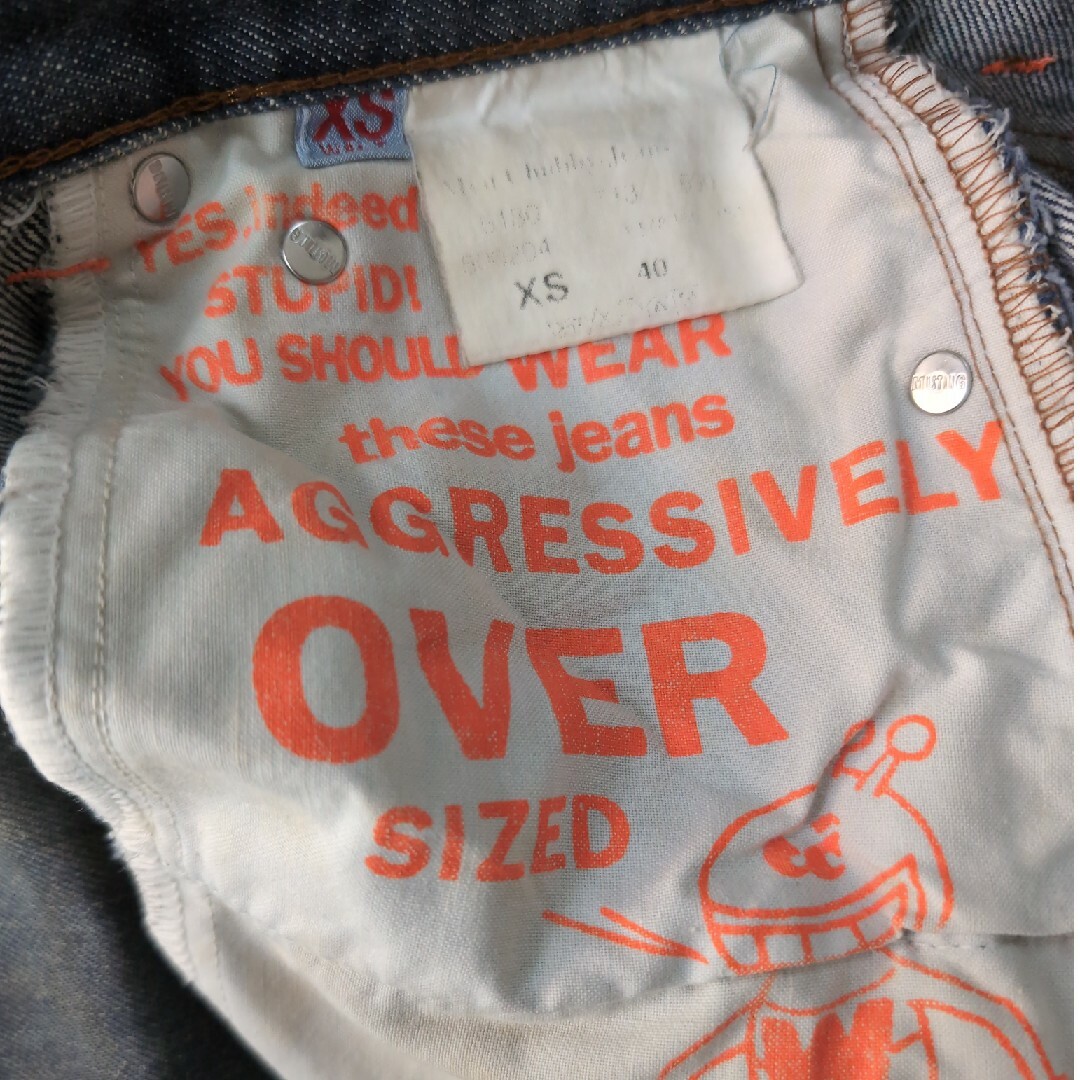 XS
YES, indeed
STUPID!
YOU SHOULD WEAR
these jeans
AGGRESSIVELY
OVER
SIZED
XS 40